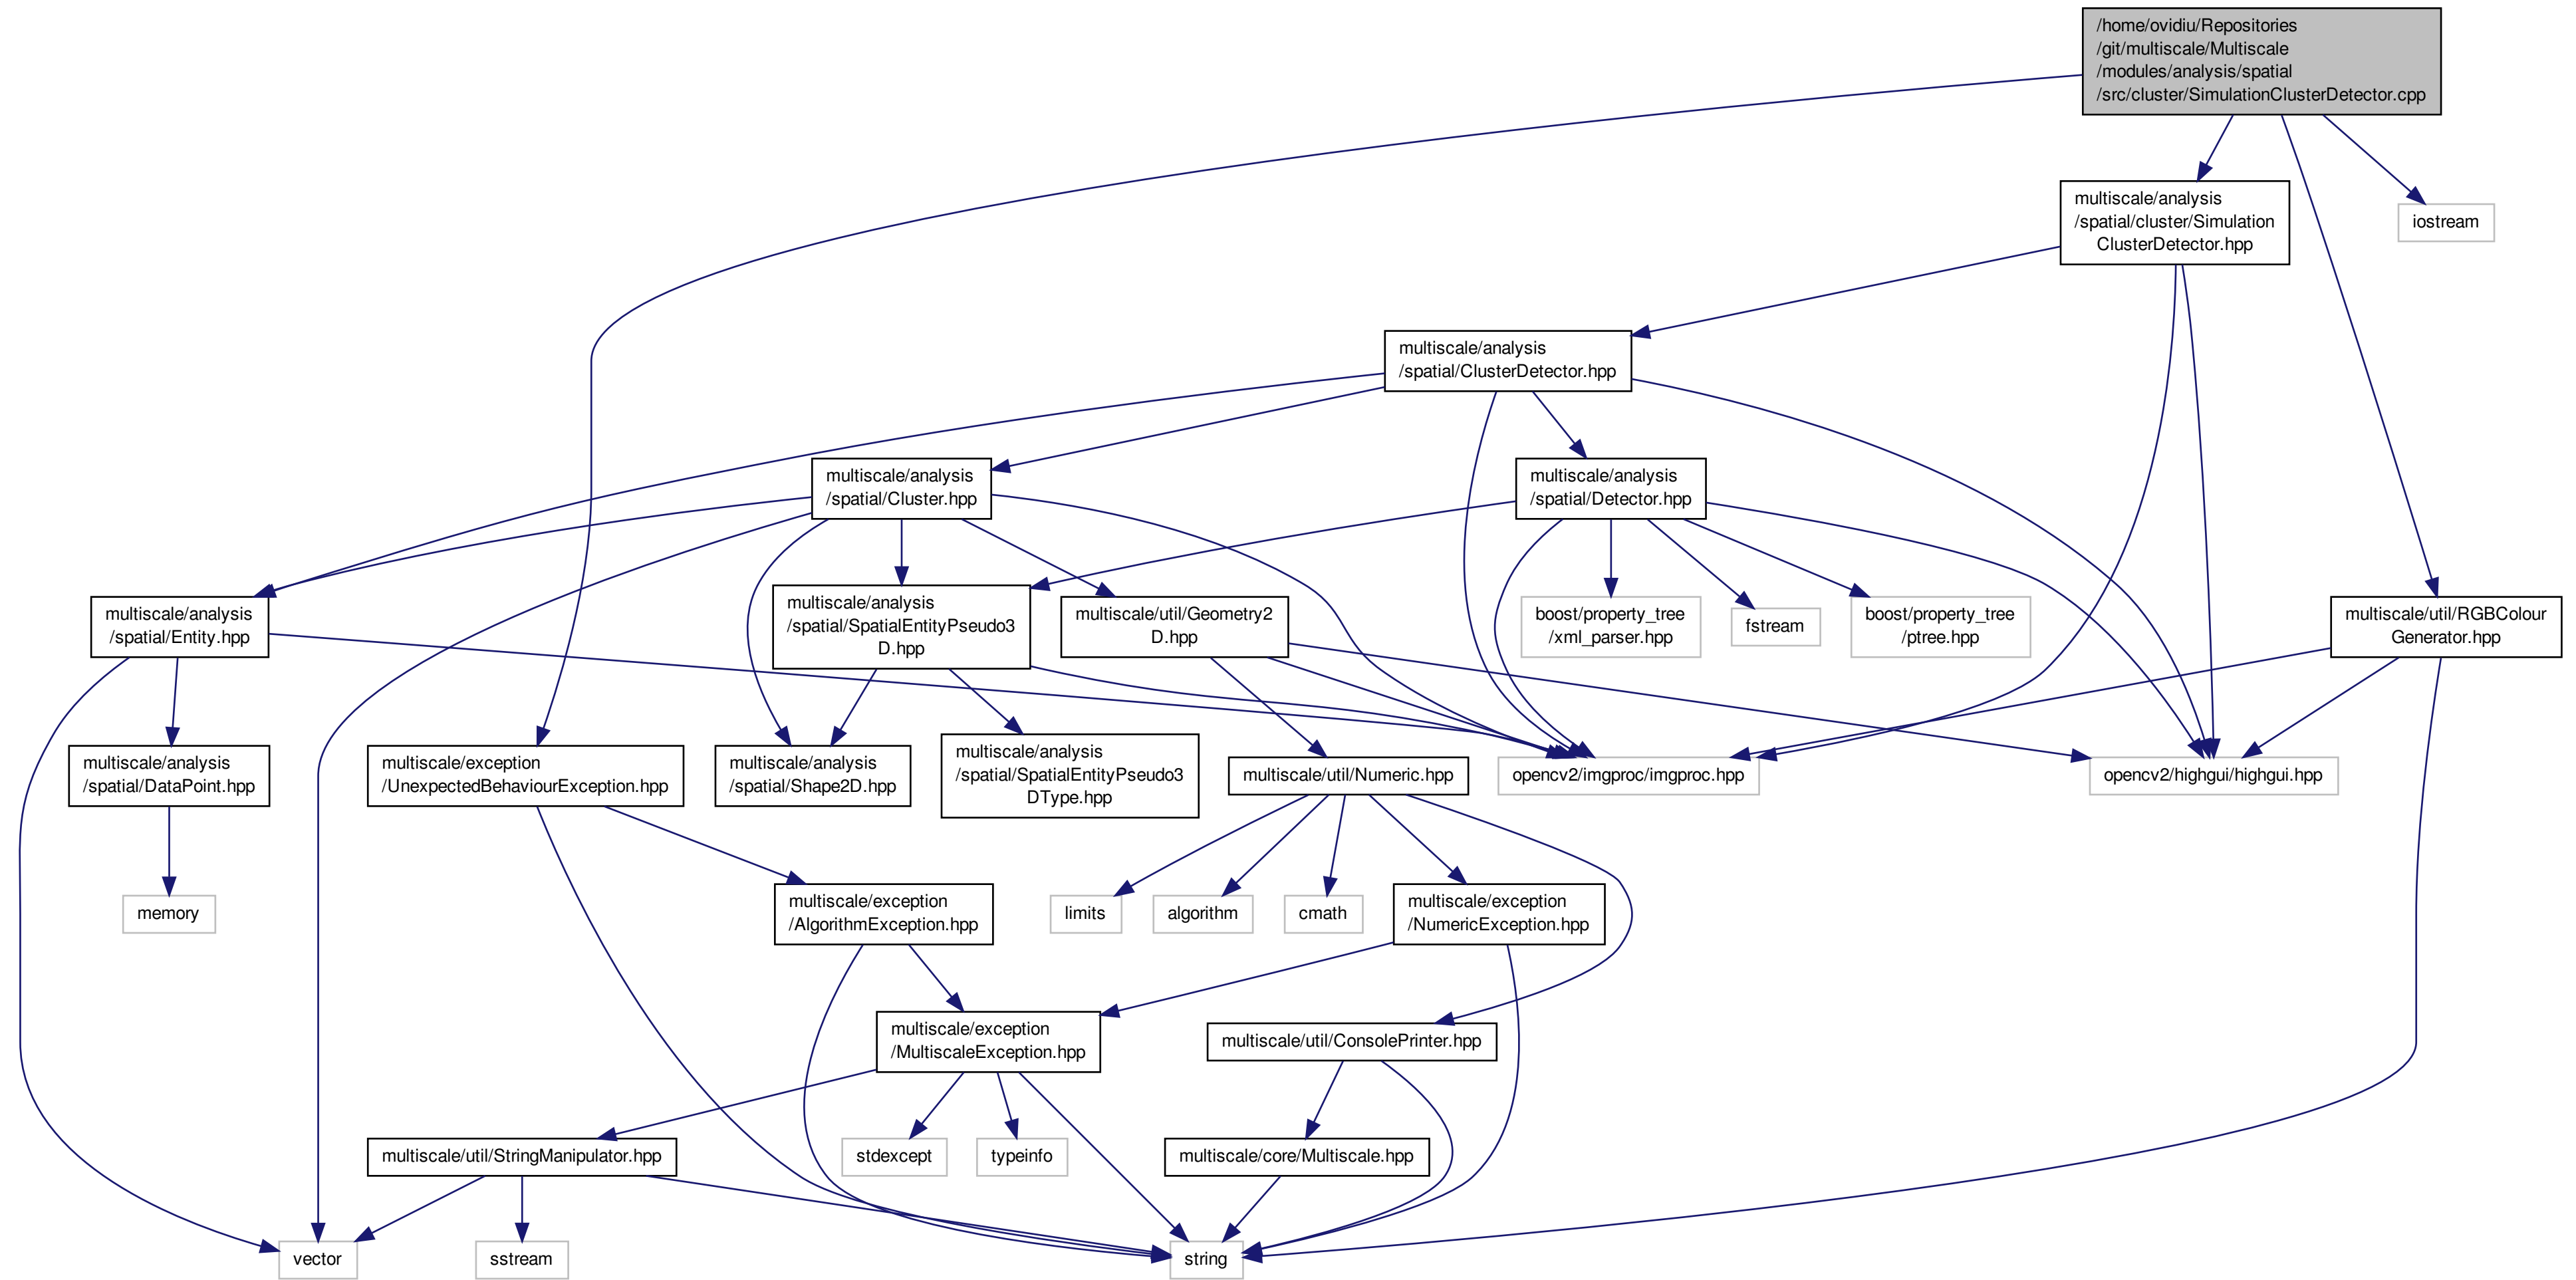 /home/ovidiu/Repositories
/git/multiscale/Multiscale
/modules/analysis/spatial
/src/cluster/SimulationClusterDetector.cpp
multiscale/analysis
/spatial/cluster/Simulation
ClusterDetector.hpp
iostream
multiscale/analysis
/spatial/ClusterDetector.hpp
multiscale/analysis
/spatial/Cluster.hpp
multiscale/analysis
/spatial/Detector.hpp
multiscale/analysis
/spatial/Entity.hpp
multiscale/analysis
/spatial/SpatialEntityPseudo3
D.hpp
multiscale/util/Geometry2
D.hpp
boost/property_tree
/xml_parser.hpp
fstream
boost/property_tree
/ptree.hpp
multiscale/util/RGBColour
Generator.hpp
multiscale/analysis
/spatial/DataPoint.hpp
multiscale/exception
/UnexpectedBehaviourException.hpp
multiscale/analysis
/spatial/Shape2D.hpp
multiscale/analysis
/spatial/SpatialEntityPseudo3
DType.hpp
multiscale/util/Numeric.hpp
opencv2/imgproc/imgproc.hpp
opencv2/highgui/highgui.hpp
memory
multiscale/exception
/AlgorithmException.hpp
limits
algorithm
cmath
multiscale/exception
/NumericException.hpp
multiscale/exception
/MultiscaleException.hpp
multiscale/util/ConsolePrinter.hpp
multiscale/util/StringManipulator.hpp
stdexcept
typeinfo
multiscale/core/Multiscale.hpp
vector
sstream
string